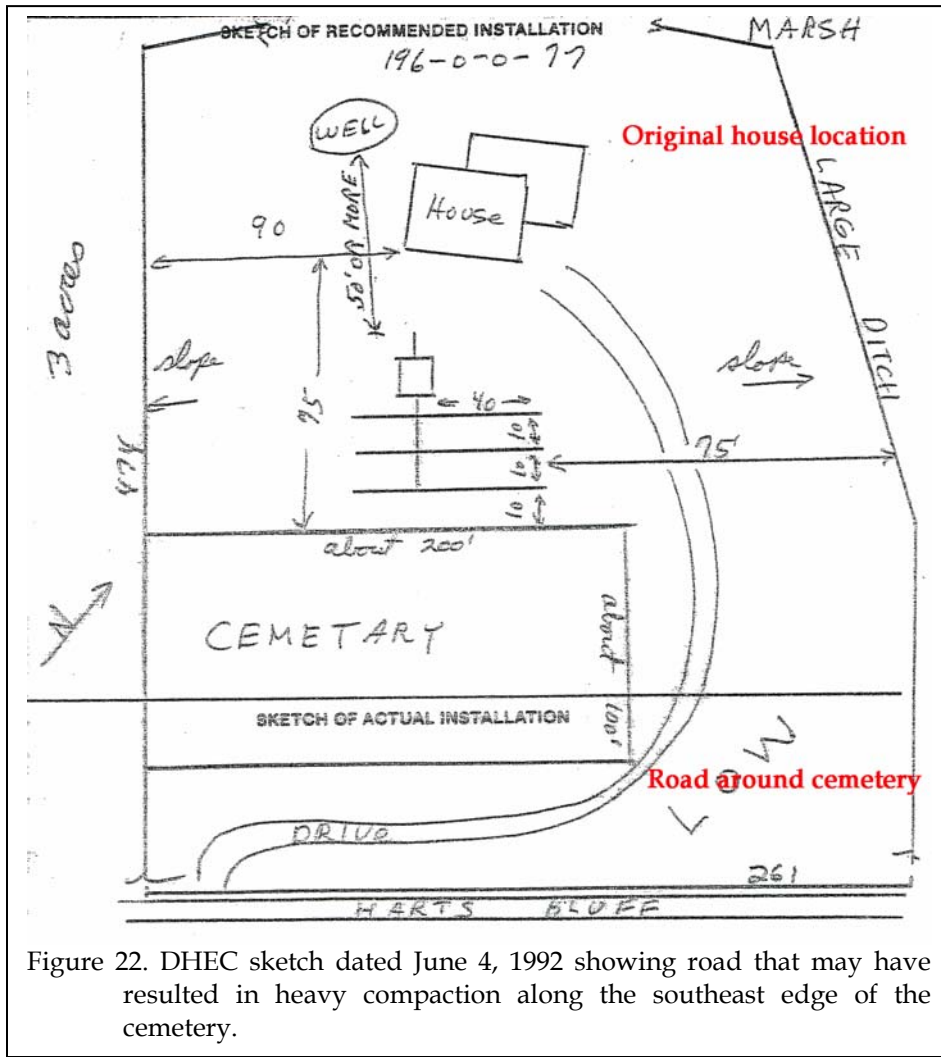 SKETCH OF RECOMMENDED INSTALLATION
MARSH
196-0-0-77
WELL
Original house location
House
LARGE DITCH
90
50' OR MORE
3 acres
slope
slope
95
40
10
10
10
75
474
about 200'
N
CEMETARY
about 100'
SKETCH OF ACTUAL INSTALLATION
LOW
Road around cemetery
DRIVE
261
HARTS BLUFF
Figure 22. DHEC sketch dated June 4, 1992 showing road that may have
resulted in heavy compaction along the southeast edge of the
cemetery.